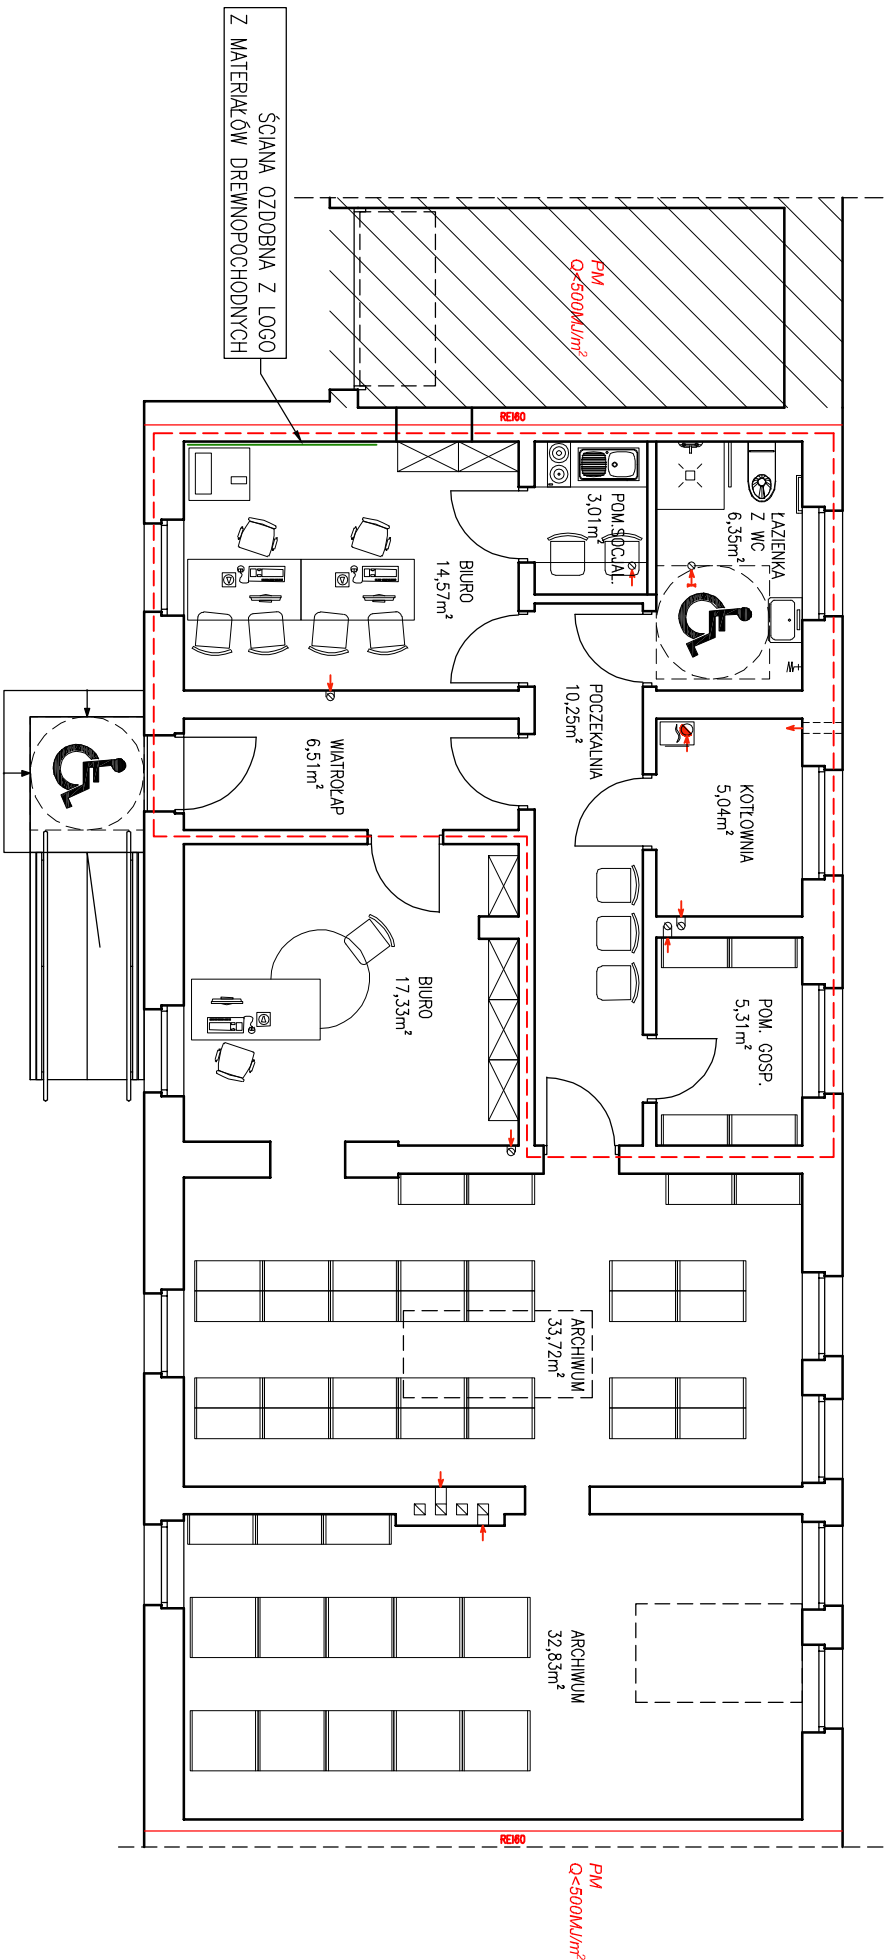 ŚCIANA OZDOBNA Z LOGO
Z MATERIAŁÓW DREWNOPOCHODNYCH
PM
Q<500MJ/m²
REI60
ŁAZIENKA
Z WC
6,35m²
POM.SOCJAL.
3,01m²
BIURO
14,57m²
POCZEKALNIA
10,25m²
WIATROŁAP
6,51m²
KOTŁOWNIA
5,04m²
POM. GOSP.
5,31m²
BIURO
17,33m²
ARCHIWUM
33,72m²
ARCHIWUM
32,83m²
REI60
PM
Q<500MJ/m²